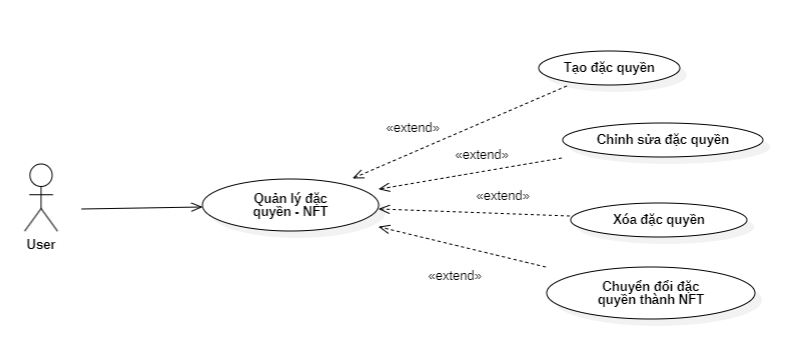 Tạo đặc quyền
«extend»
Chỉnh sửa đặc quyền
«extend»
Quản lý đặc
quyền - NFT
«extend»
Xóa đặc quyền
User
«extend»
Chuyển đổi đặc
quyền thành NFT